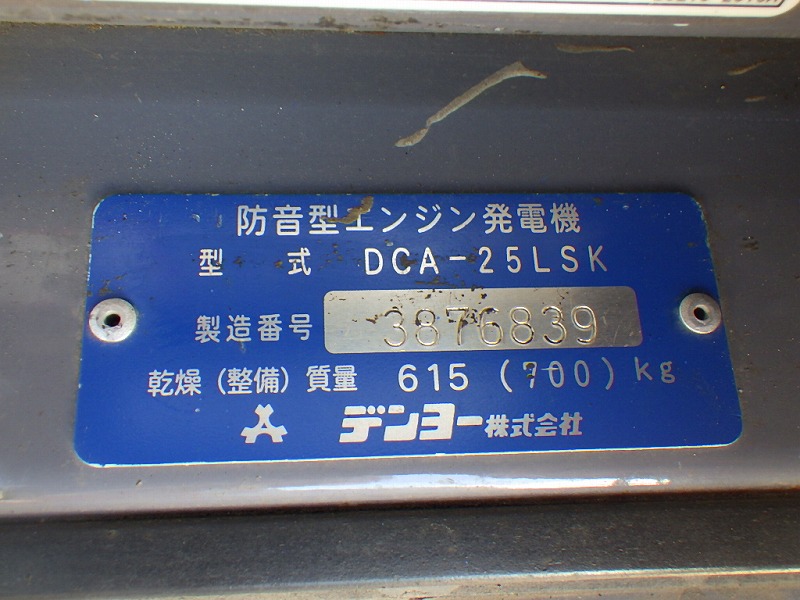 防音型エンジン発電機
型 式 DCA-25LSK
製造番号 3876839
乾燥(整備)質量 615(700)kg
デンヨー株式会社